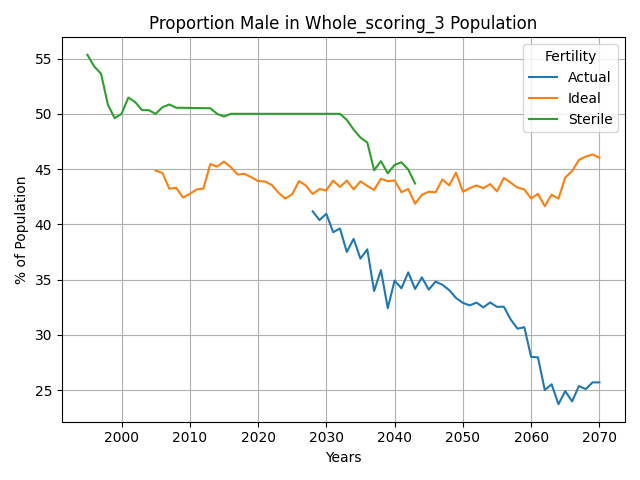 Proportion Male in Whole_scoring_3 Population
Fertility
Actual
Ideal
Sterile
% of Population
55
50
45
40
35
30
25
2000 2010 2020 2030 2040 2050 2060 2070
Years